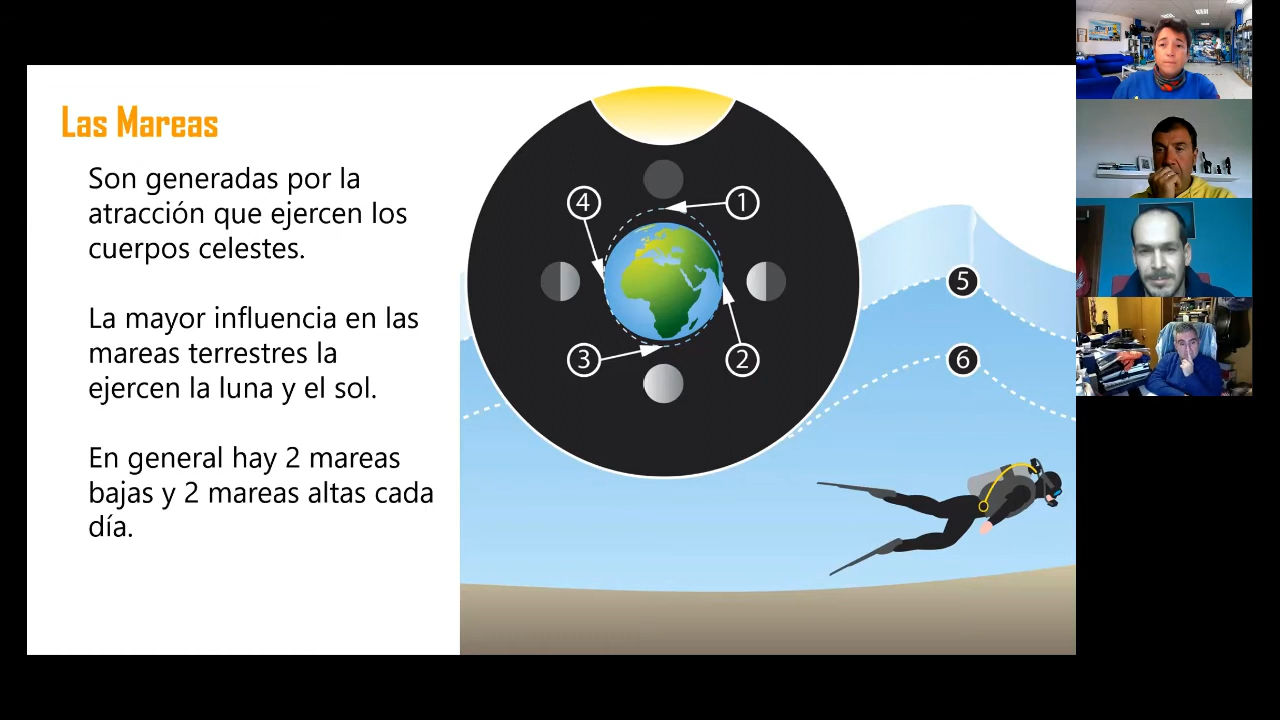 Las Mareas
Son generadas por la
atracción que ejercen los
cuerpos celestes.
La mayor influencia en las
mareas terrestres la
ejercen la luna y el sol.
En general hay 2 mareas
bajas y 2 mareas altas cada
día.
4
1
3
2
5
6